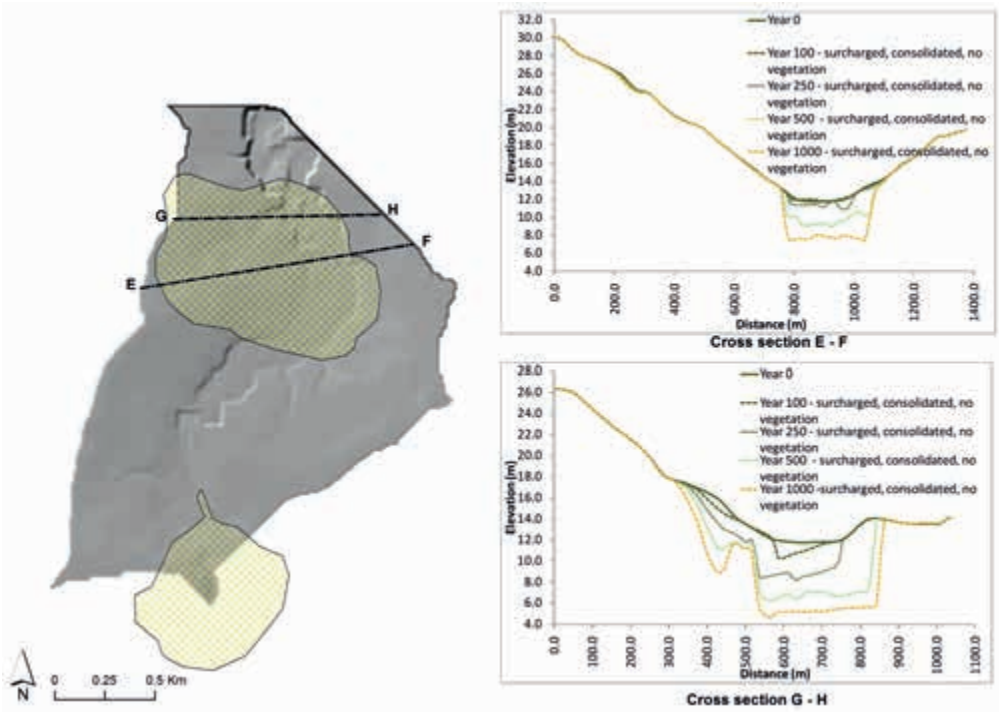 G
H
F
E
N
0 0.25 0.5 Km
32.0
30.0
28.0
26.0
24.0
22.0
20.0
18.0
16.0
14.0
12.0
10.0
8.0
6.0
4.0
Elevation (m)
Year 0
Year 100 - surcharged, consolidated, no
vegetation
Year 250 - surcharged, consolidated, no
vegetation
Year 500 - surcharged, consolidated, no
vegetation
Year 1000 - surcharged, consolidated, no
vegetation
0.0 200.0 400.0 600.0 800.0 1000.0 1200.0 1400.0
Distance (m)
Cross section E - F
28.0
26.0
24.0
22.0
20.0
18.0
16.0
14.0
12.0
10.0
8.0
6.0
4.0
Elevation (m)
Year 0
Year 100 - surcharged, consolidated, no
vegetation
Year 250 - surcharged, consolidated, no
vegetation
Year 500 - surcharged, consolidated, no
vegetation
Year 1000 -surcharged, consolidated, no
vegetation
0.0 100.0 200.0 300.0 400.0 500.0 600.0 700.0 800.0 900.0 1000.0 1100.0
Distance (m)
Cross section G - H